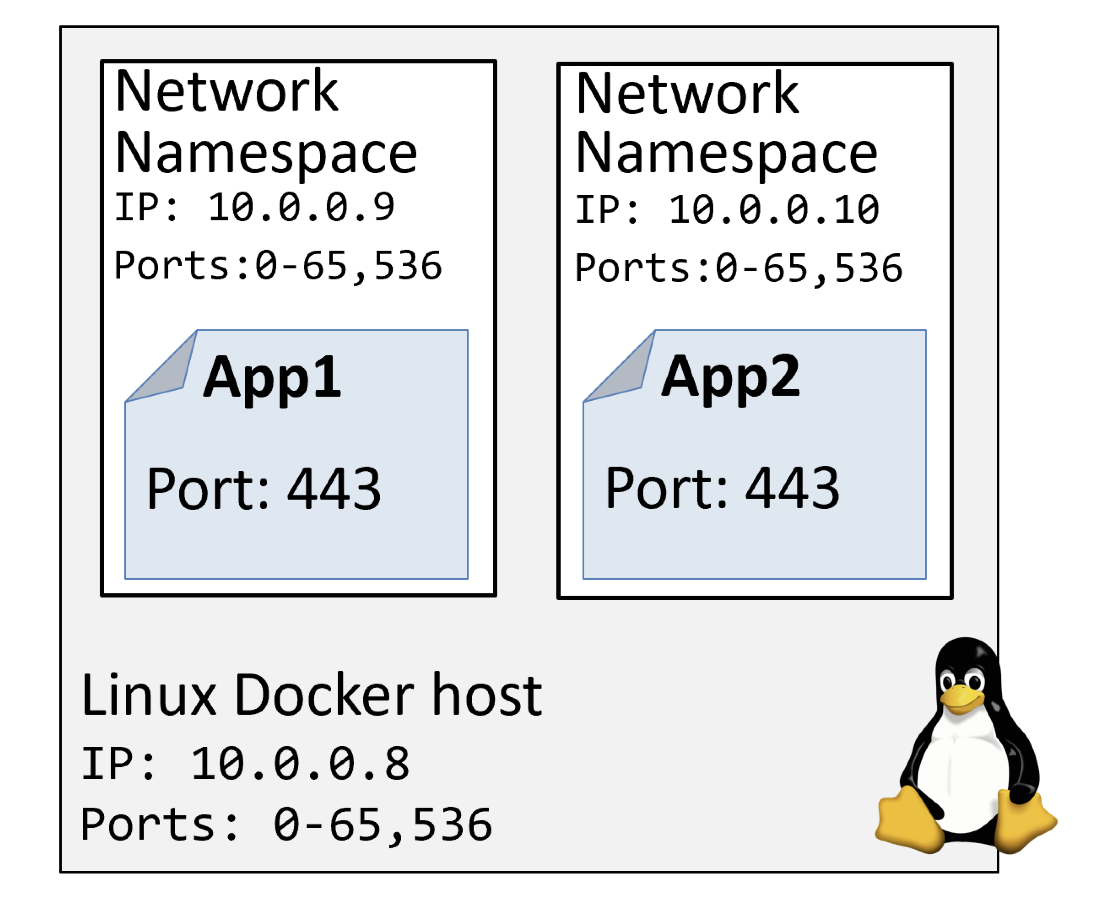 Network
Namespace
IP: 10.0.0.9
Ports:0-65,536
App1
Port: 443
Network
Namespace
IP: 10.0.0.10
Ports:0-65,536
App2
Port: 443
Linux Docker host
IP: 10.0.0.8
Ports: 0-65,536